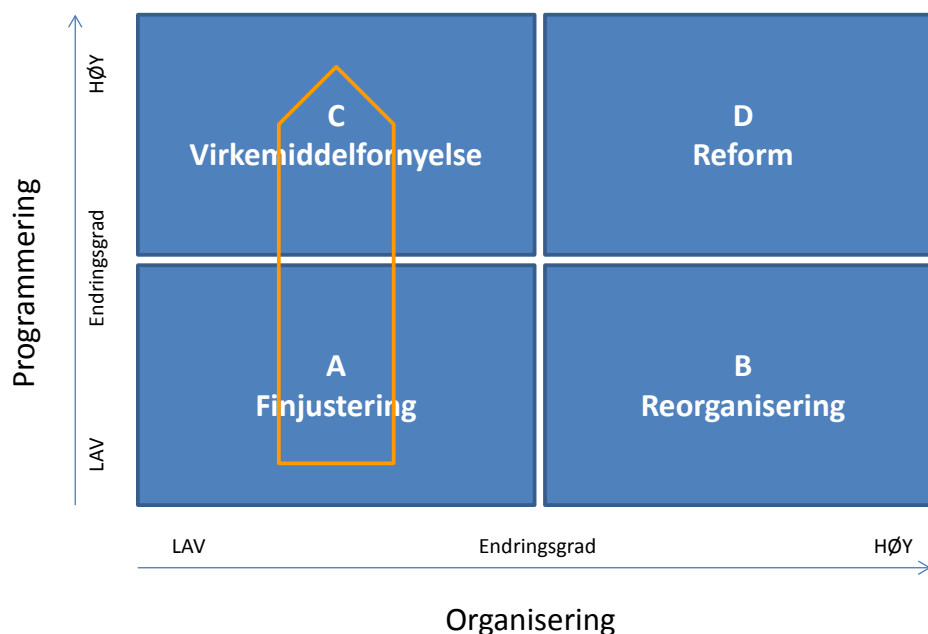 Programmering
Endringsgrad
HØY
LAV
C
Virkemiddelfornyelse
D
Reform
A
Finjustering
B
Reorganisering
LAV
Endringsgrad
HØY
Organisering